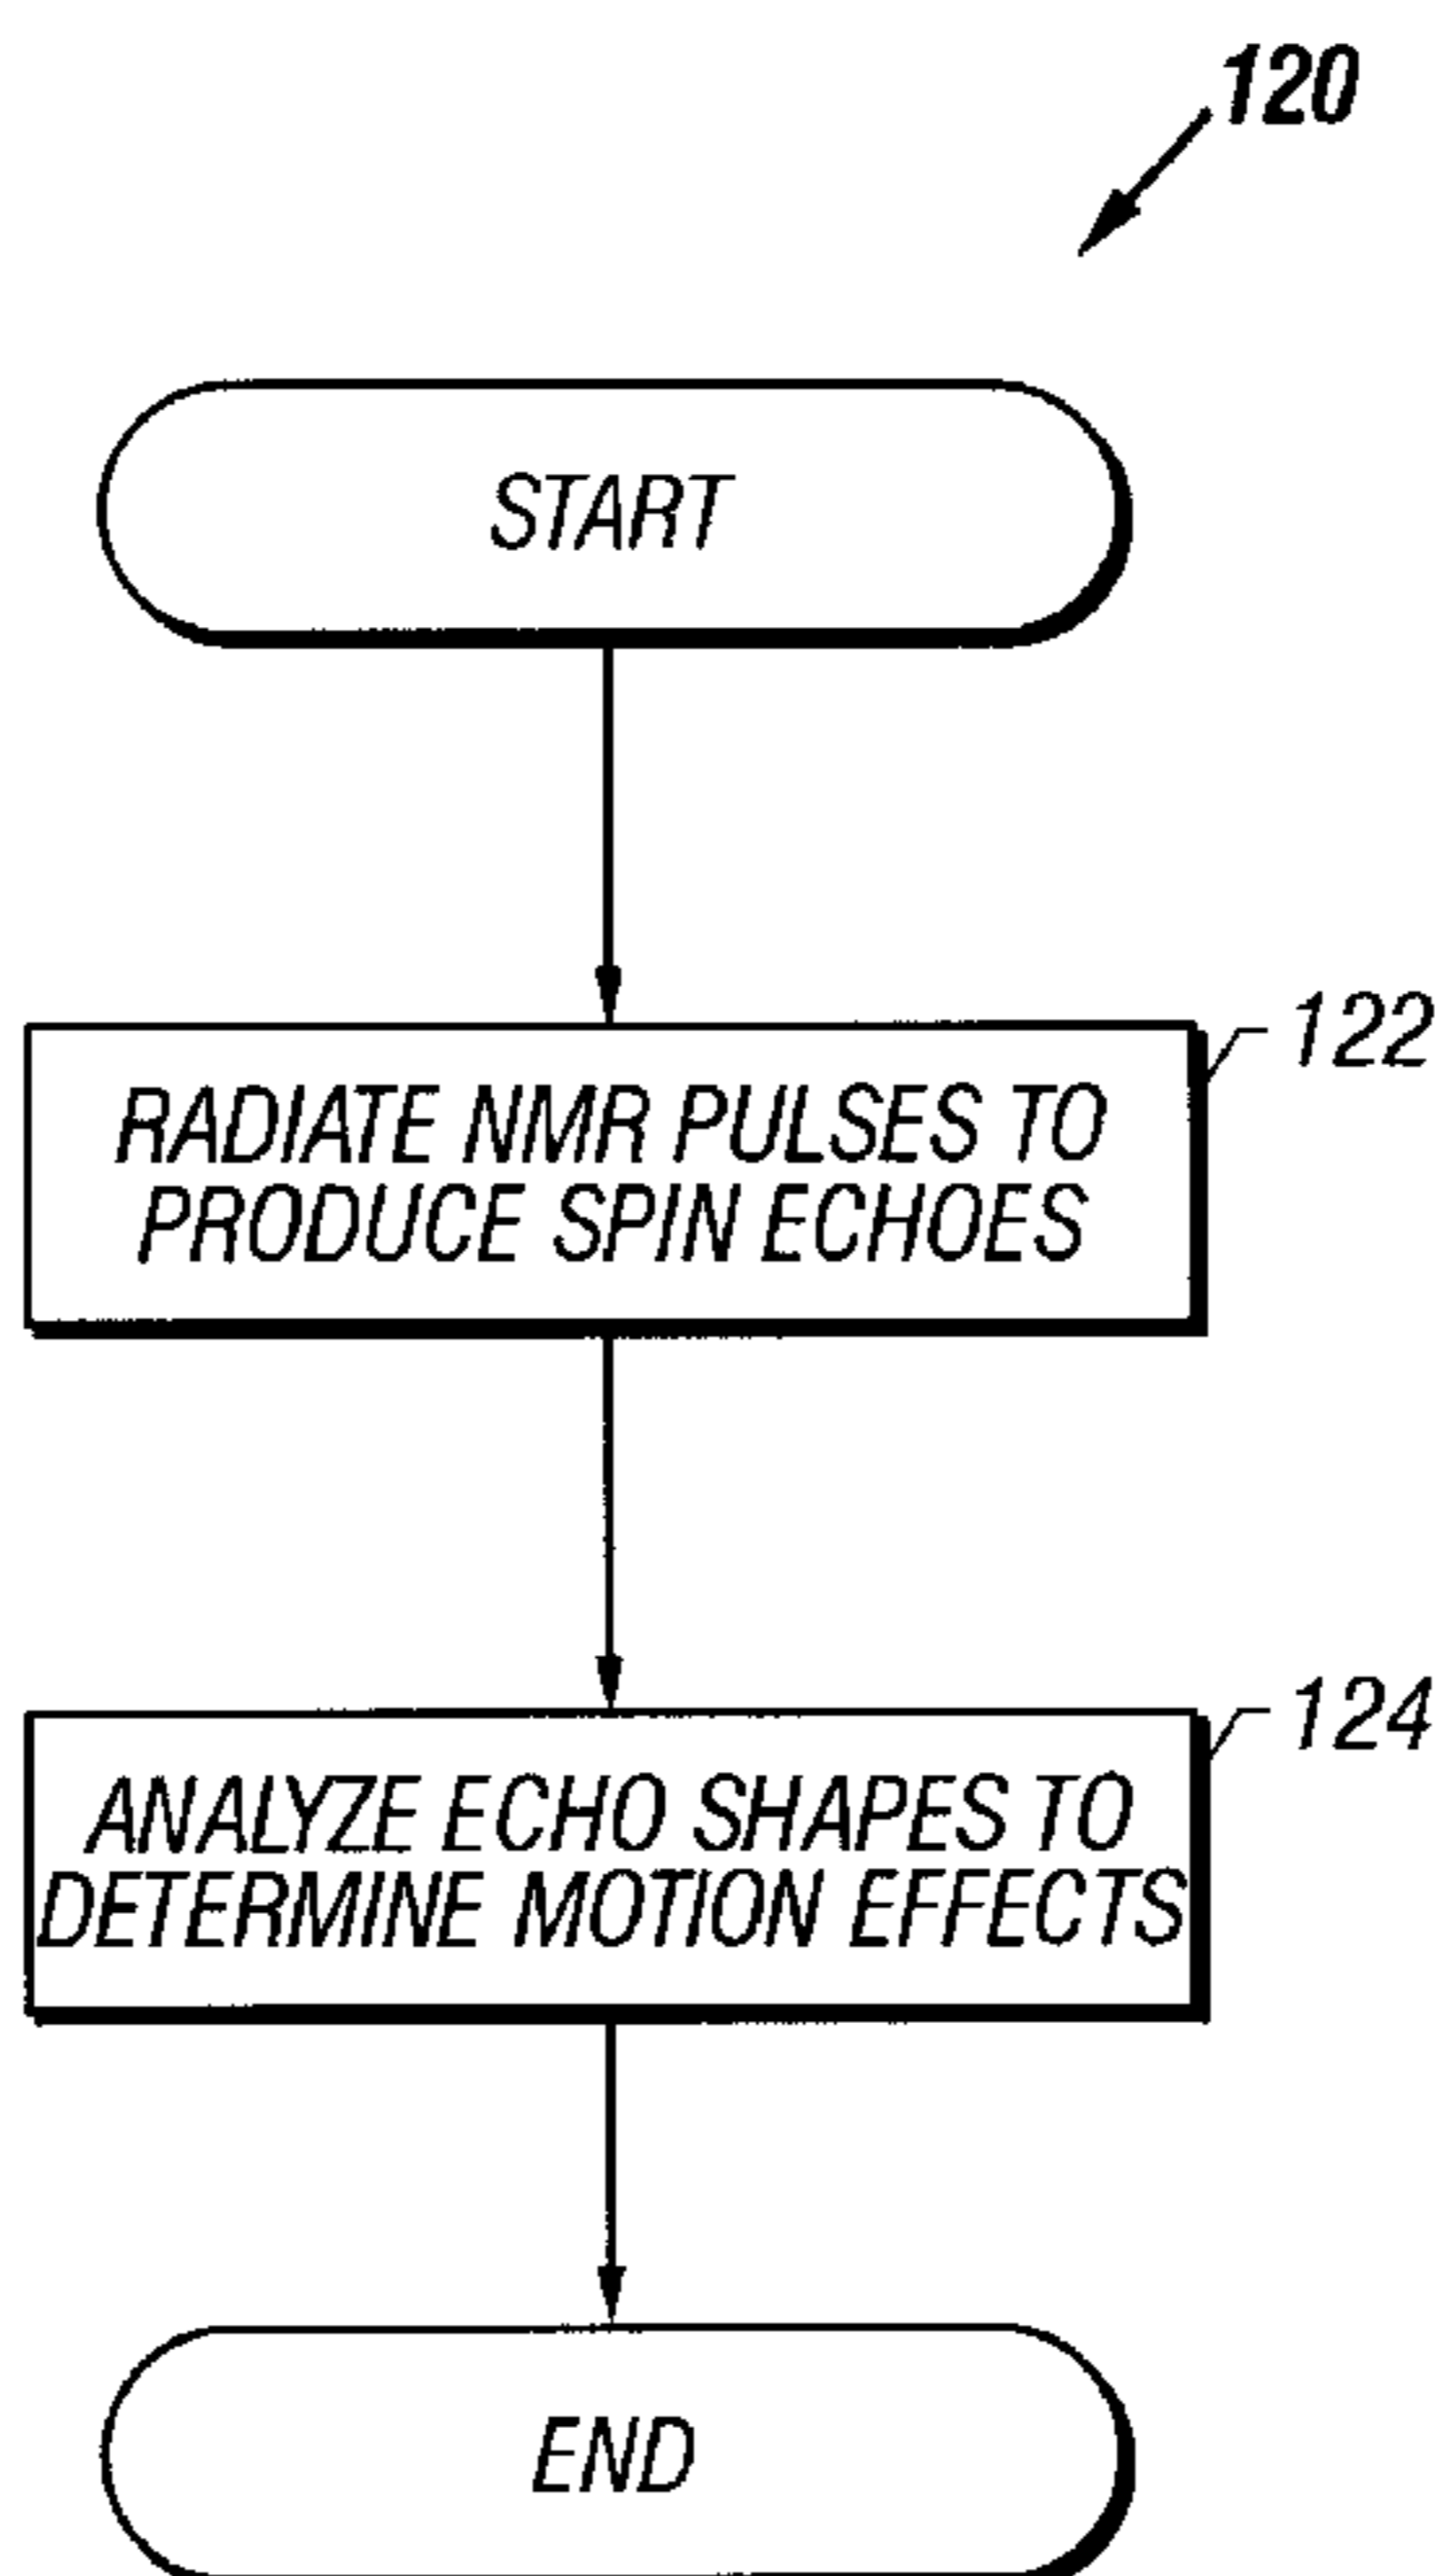 120
START
122
RADIATE NMR PULSES TO
PRODUCE SPIN ECHOES
124
ANALYZE ECHO SHAPES TO
DETERMINE MOTION EFFECTS
END